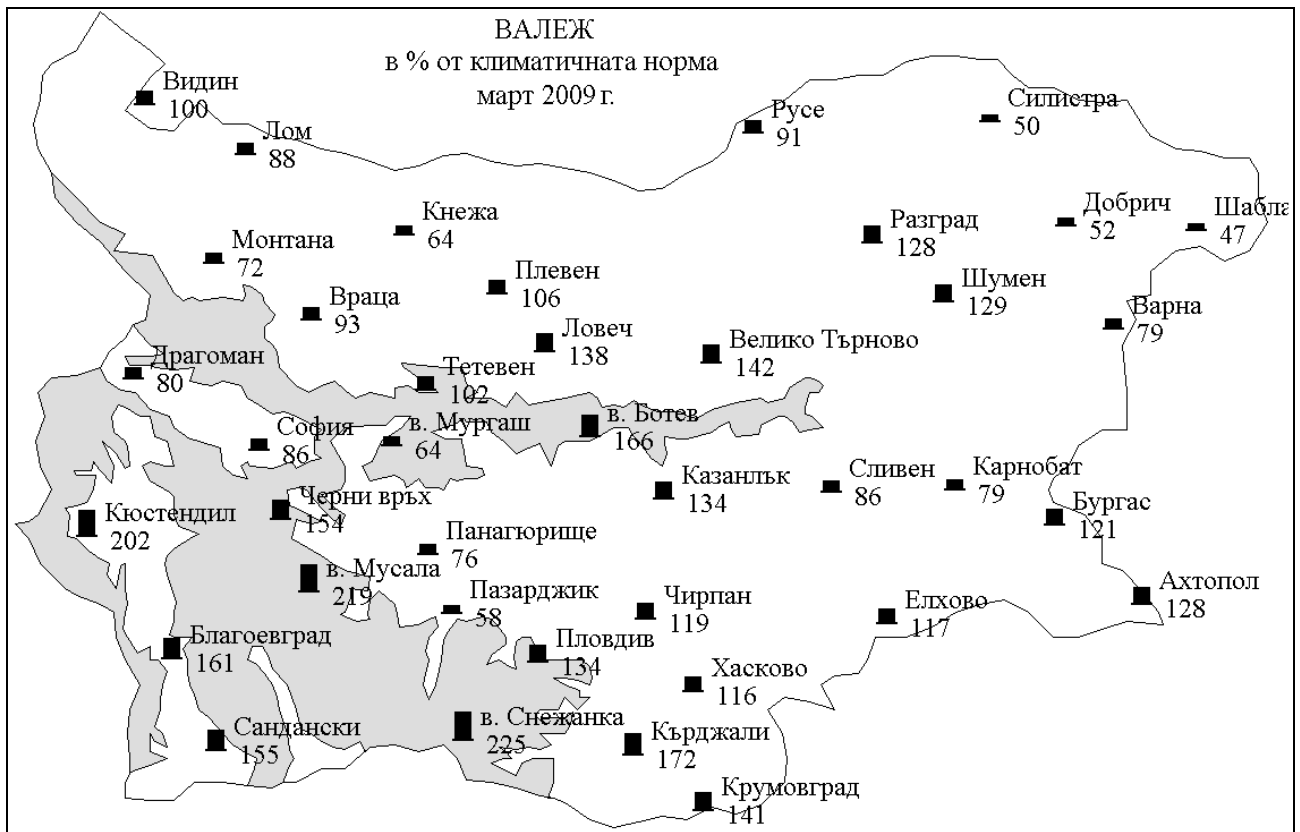 ВАЛЕЖ
в % от климатичната норма
март 2009 г.
Видин
100
Лом
88
Русе
91
Силистра
50
Кнежа
64
Монтана
72
Враца
93
Плевен
106
Ловеч
138
Разград
128
Шумен
129
Добрич
52
Шабла
47
Варна
79
Велико Търново
142
Драгоман
80
Тетевен
102
София
86
в. Мургаш
64
в. Ботев
166
Казанлък
134
Сливен
86
Карнобат
79
Бургас
121
Кюстендил
202
Черни връх
154
Панагюрище
76
в. Мусала
219
Пазарджик
58
Чирпан
119
Елхово
117
Ахтопол
128
Благоевград
161
Пловдив
134
Хасково
116
Сандански
155
в. Снежанка
225
Кърджали
172
Крумовград
141